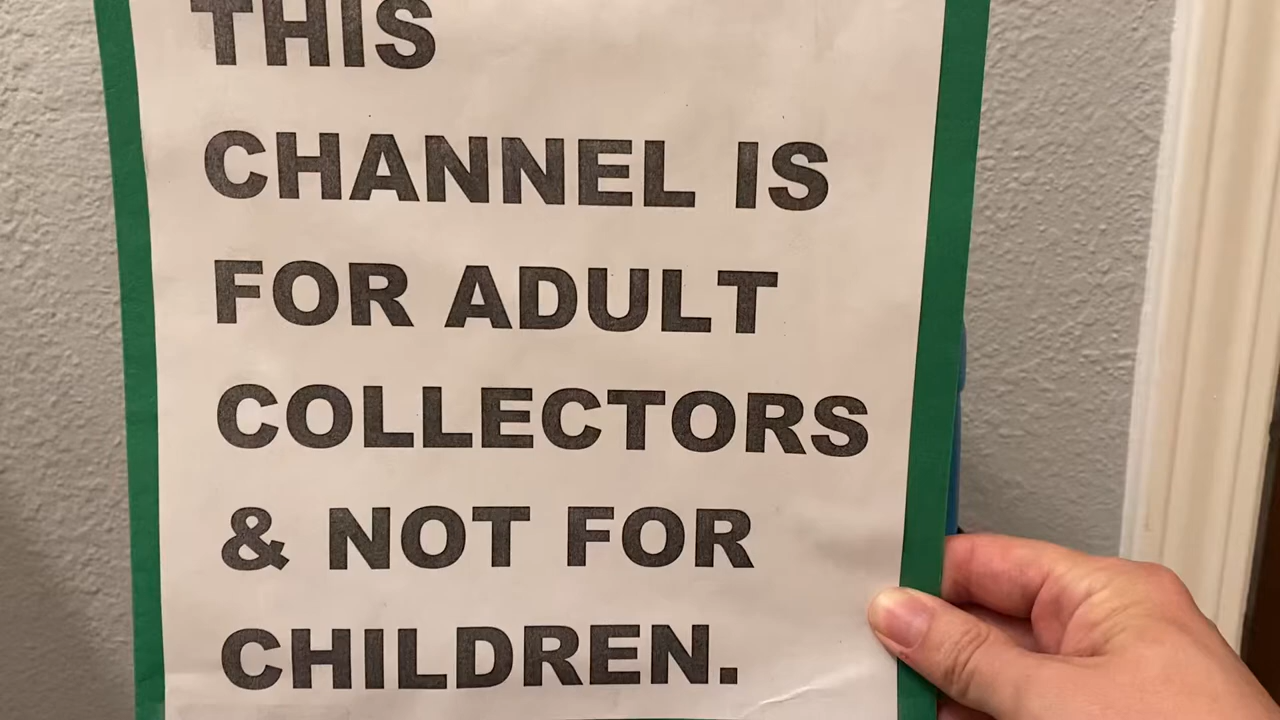 THIS
CHANNEL IS
FOR ADULT
COLLECTORS
& NOT FOR
CHILDREN.